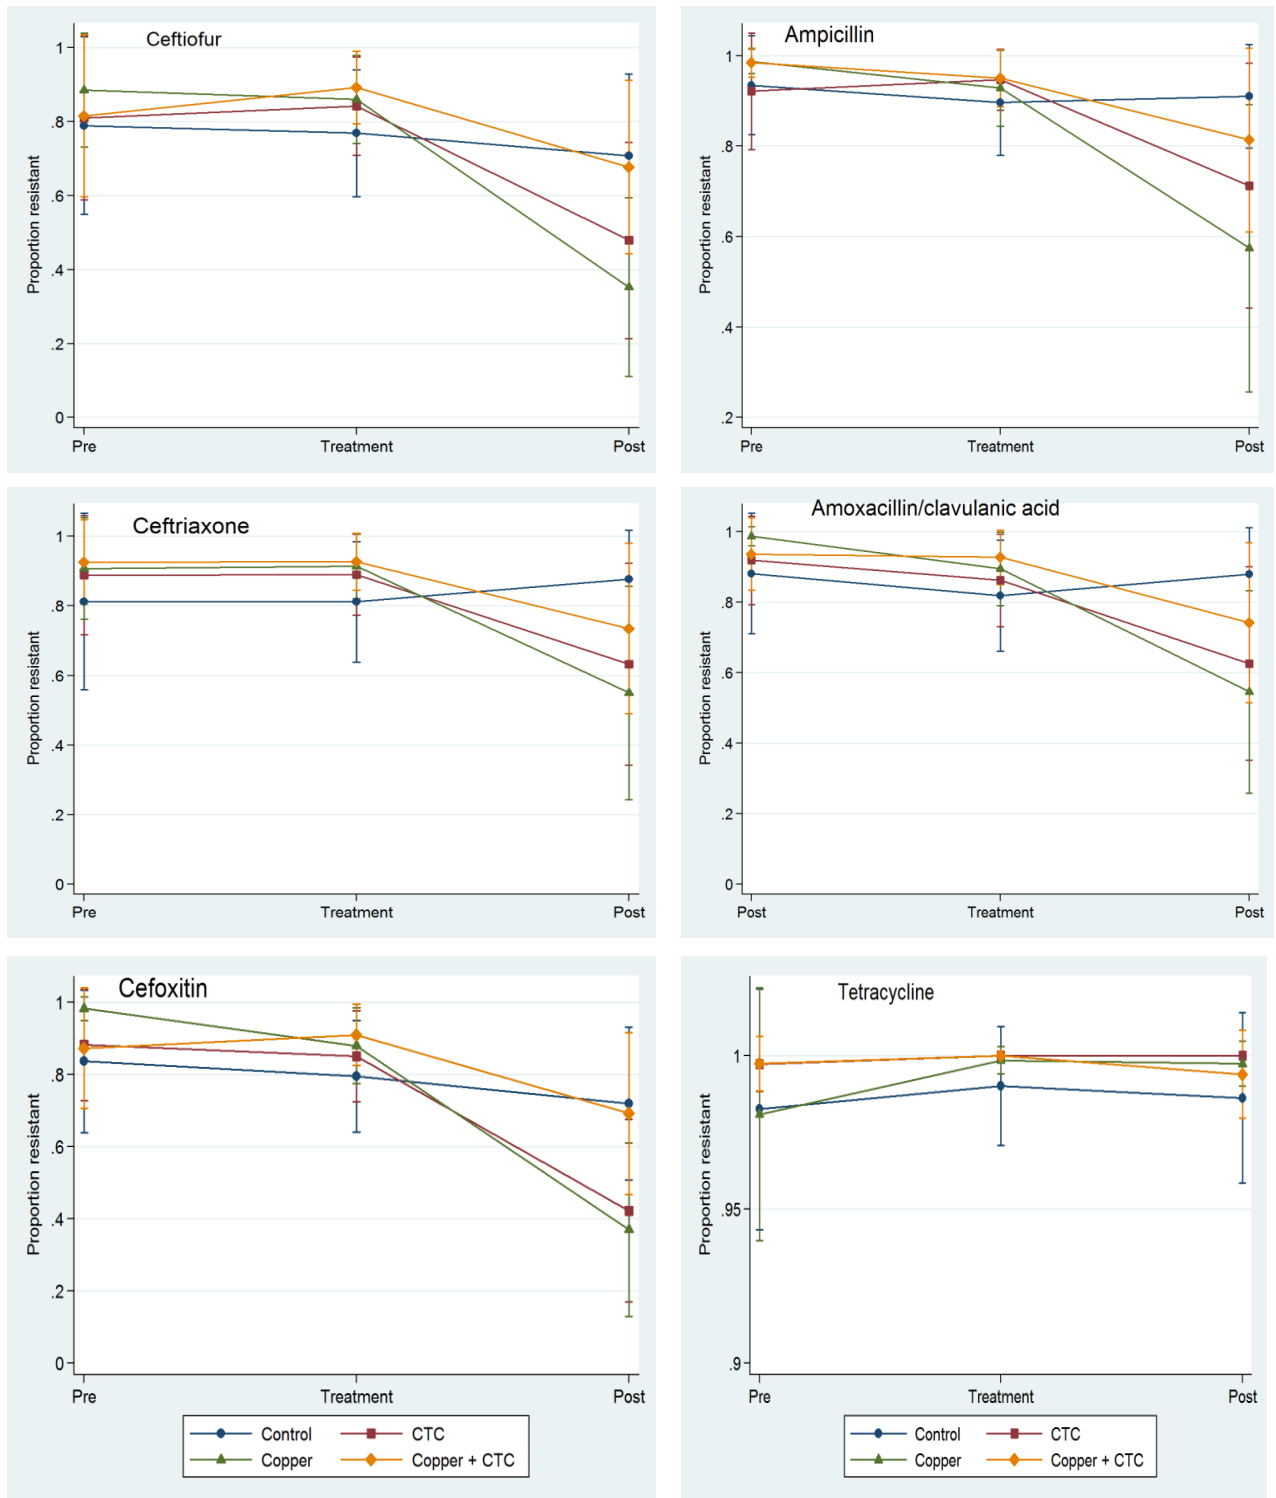 Ceftiofur
Proportion resistant
1
.8
.6
.4
.2
0
Pre Treatment Post
Ampicillin
Proportion resistant
1
.8
.6
.4
.2
Pre Treatment Post
Ceftriaxone
Proportion resistant
1
.8
.6
.4
.2
0
Pre Treatment Post
Amoxacillin/clavulanic acid
Proportion resistant
1
.8
.6
.4
.2
0
Post Treatment Post
Cefoxitin
Proportion resistant
1
.8
.6
.4
.2
0
Pre Treatment Post
Control CTC
Copper Copper + CTC
Tetracycline
Proportion resistant
1
.95
.9
Pre Treatment Post
Control CTC
Copper Copper + CTC